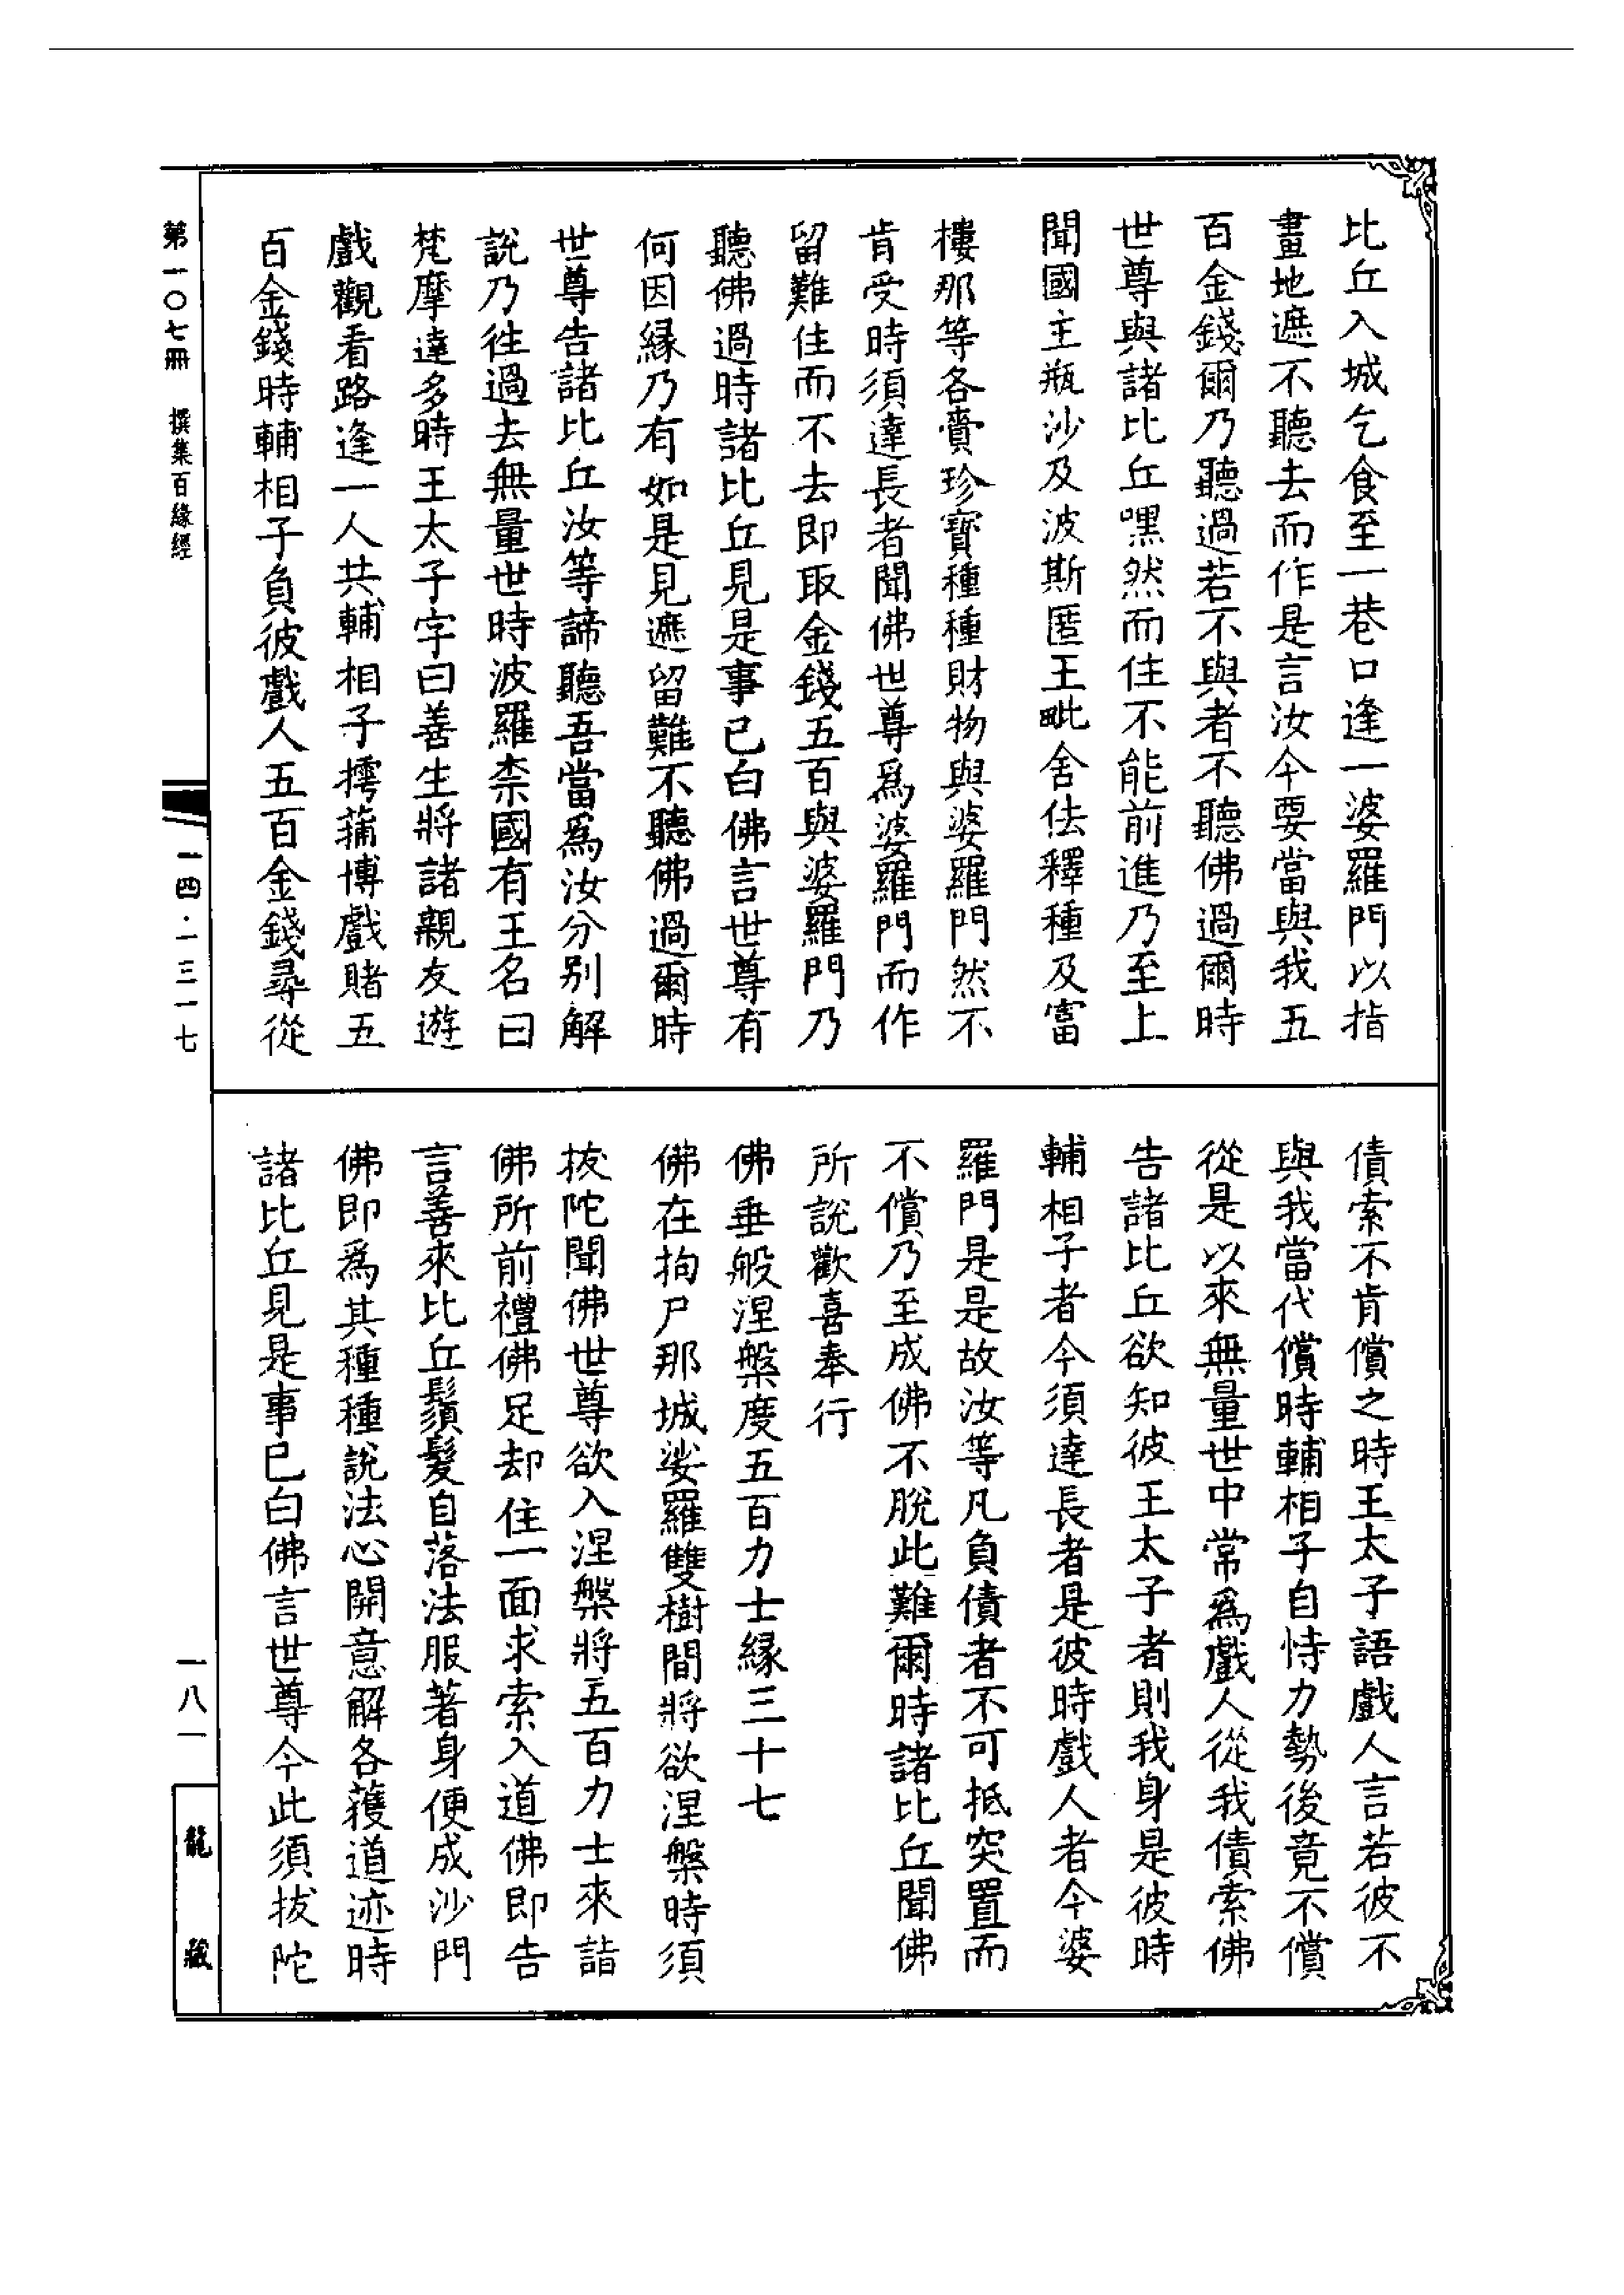 比丘入城乞食至一巷口逢一婆羅門以指
畫地遮不聽去而作是言汝今要當與我五
百金錢爾乃聽過若不與者不聽佛過爾時
世尊與諸比丘嘿然而住不能前進乃至上
聞國主瓶沙及波斯匿王毗舍佉釋種及富
樓那等各賷珍寳種種財物與婆羅門然不
肯受時須達長者聞佛世尊爲婆羅門而作
留難住而不去即取金錢五百與婆羅門乃
聽佛過時諸比丘見是事已白佛言世尊有
何因縁乃有如是見遮留難不聽佛過爾時
世尊告諸比丘汝等諦聽吾當爲汝分别解
說乃徃過去無量世時波羅柰國有王名曰
梵摩達多時王太子字曰善生將諸親友遊
戲觀看路逢一人共輔相子摴蒱博戲賭五
百金錢時輔相子負彼戲人五百金錢尋從
債索不肯償之時王太子語戲人言若彼不
與我當代償時輔相子自恃力勢後竟不償
從是以來無量世中常爲戲人從我債索佛
告諸比丘欲知彼王太子者則我身是彼時
輔相子者今須達長者是彼時戲人者今婆
羅門是是故汝等凡負債者不可抵突置而
不償乃至成佛不脫此難爾時諸比丘聞佛
所說歡喜奉行
佛垂般涅槃度五百力士縁三十七
佛在拘尸那城娑羅雙樹間將欲涅槃時須
拔陀聞佛世尊欲入涅槃將五百力士來詣
佛所前禮佛足却住一面求索入道佛即告
言善來比丘鬚髮自落法服著身便成沙門
佛即爲其種種說法心開意解各獲道迹時
諸比丘見是事已白佛言世尊今此須拔陀
第一〇七冊 撰集百緣經
一四·一三一七
一八一
龍藏